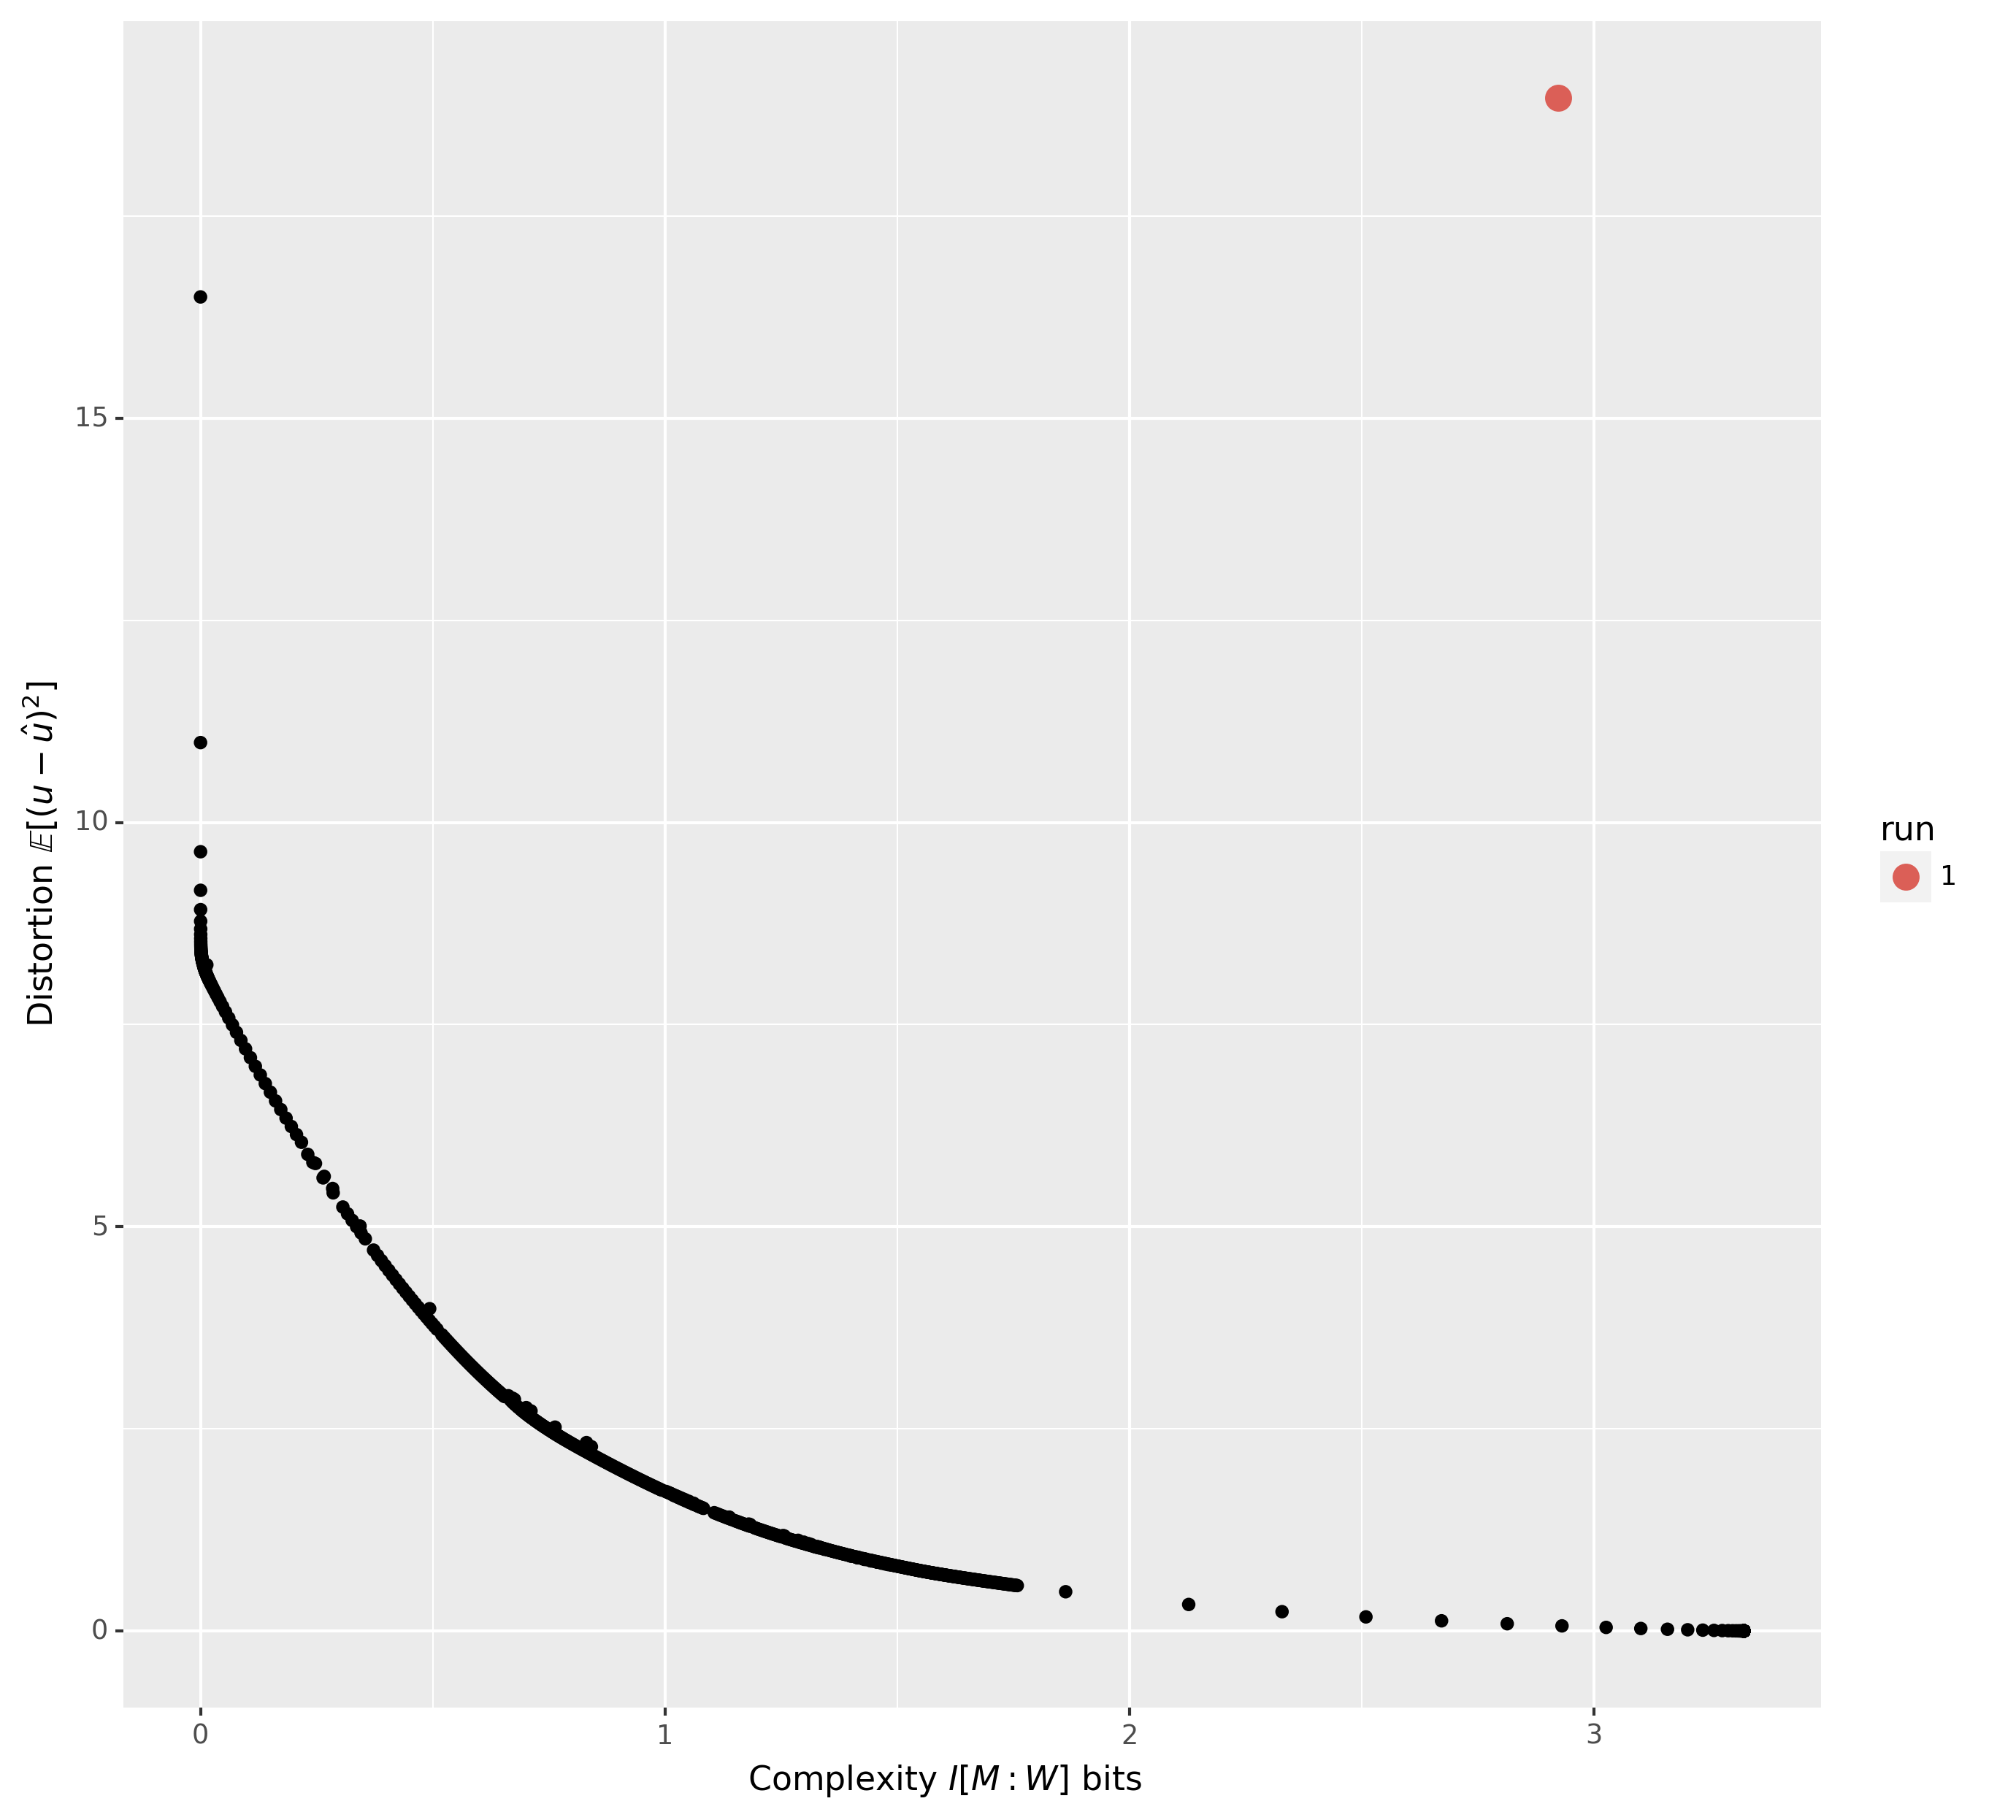 Distortion 𝔼[(u − û)²]
15
10
5
0
0 1 2 3
Complexity I[M : W] bits
run
1